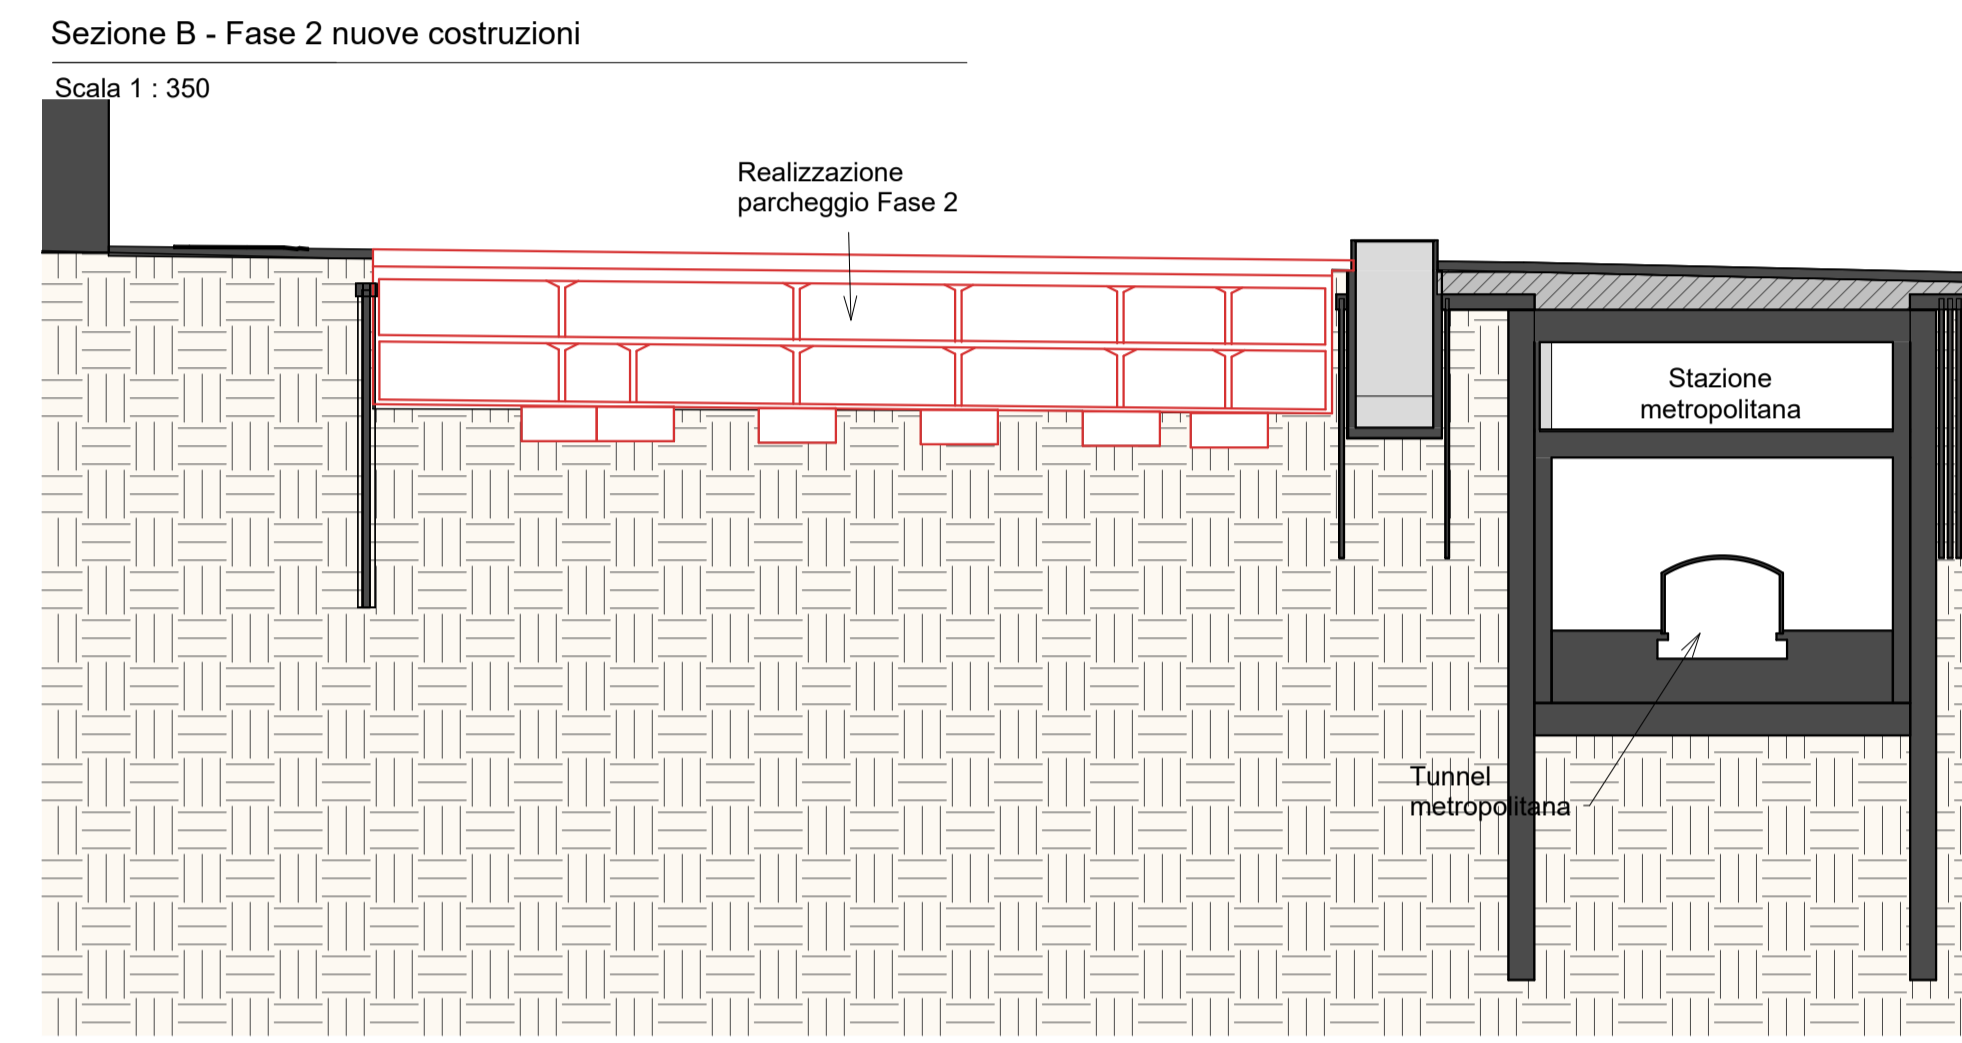 Sezione B - Fase 2 nuove costruzioni
Scala 1 : 350
Realizzazione
parcheggio Fase 2
Stazione
metropolitana
Tunnel
metropolitana